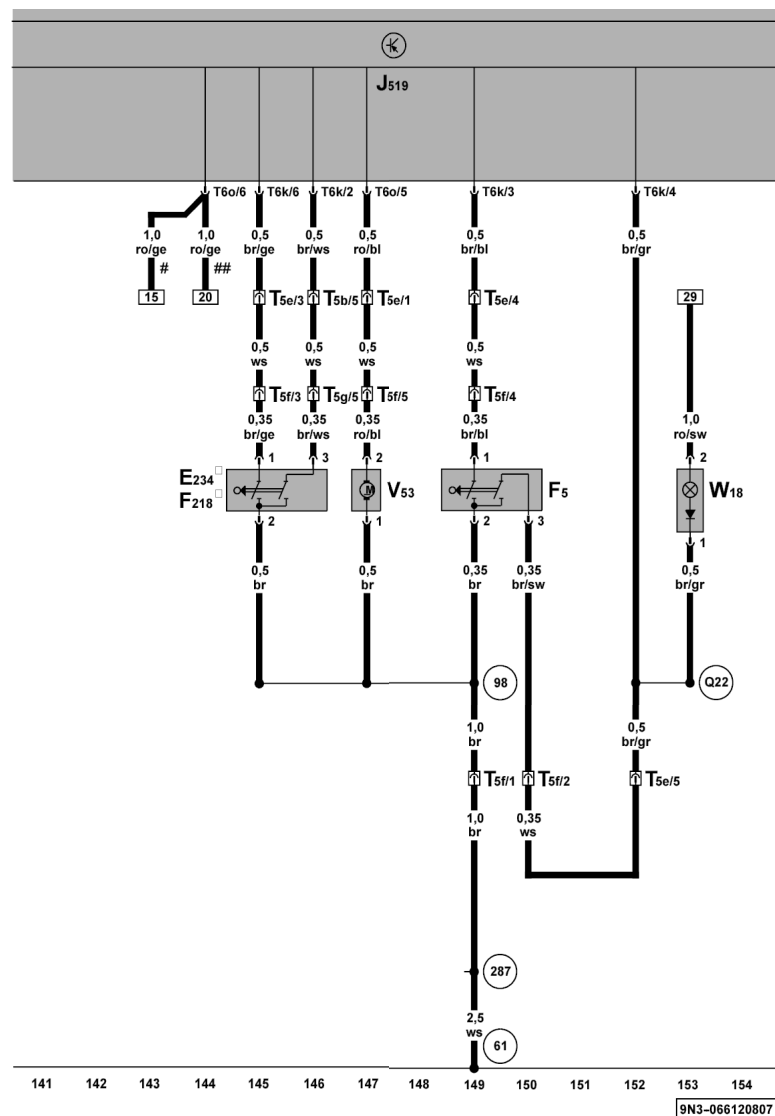 J519
T6o/6 T6k/6 T6k/2 T6o/5 T6k/3 T6k/4
1,0 1,0 0,5 0,5 0,5 0,5 0,5
ro/ge ro/ge br/ge br/ws ro/bl br/bl br/gr
# ##
15 20 T5e/3 T5b/5 T5e/1 T5e/4 29
0,5 0,5 0,5 0,5
ws ws ws ws
T5f/3 T5g/5 T5f/5 T5f/4
0,35 0,35 0,35 0,35 1,0
br/ge br/ws ro/bl br/bl ro/sw
1 3 2 1 2
E234 V53 F5 W18
F218 M
2 1 2 3 1
0,5 0,5 0,35 0,35 0,5
br br br br/sw br/gr
98 Q22
1,0 0,5
br br/gr
T5f/1 T5f/2 T5e/5
1,0 0,35
br ws
287
2,5
ws
61
141 142 143 144 145 146 147 148 149 150 151 152 153 154
9N3-066120807